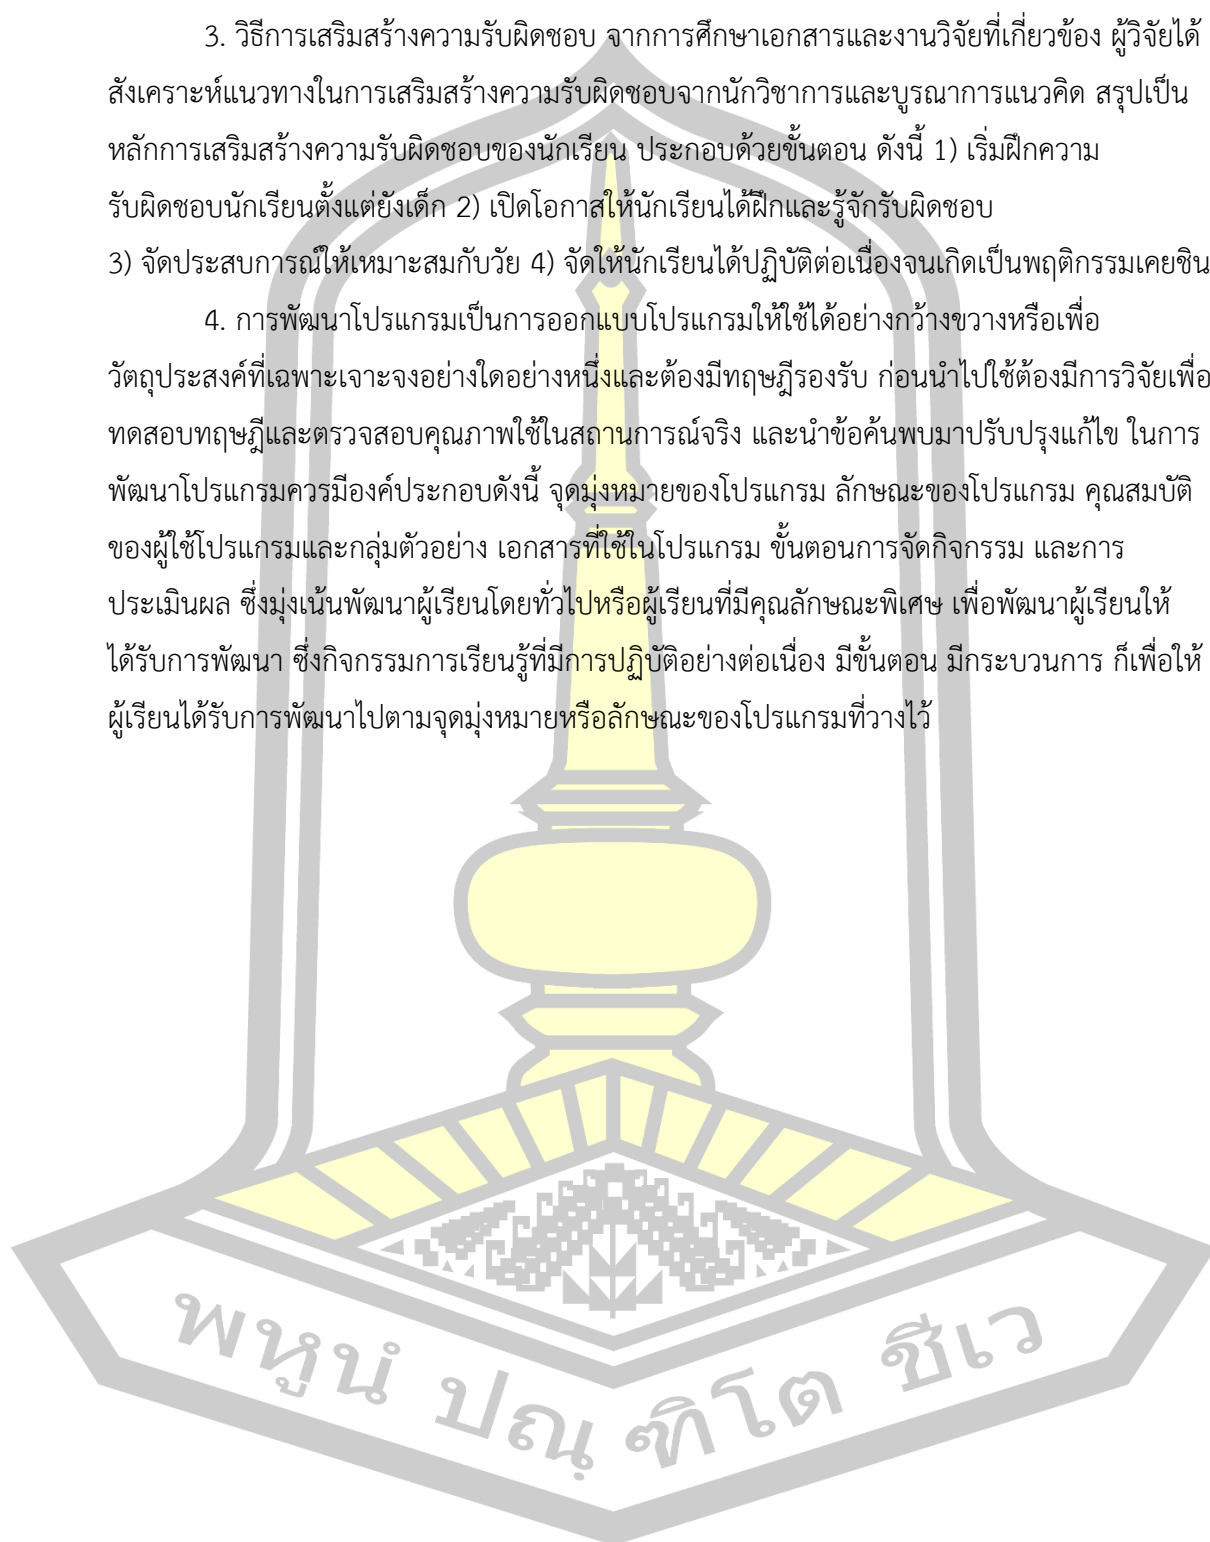 3. วิธีการเสริมสร้างความรับผิดชอบ จากการศึกษาเอกสารและงานวิจัยที่เกี่ยวข้อง ผู้วิจัยได้
สังเคราะห์แนวทางในการเสริมสร้างความรับผิดชอบจากนักวิชาการและบูรณาการแนวคิด สรุปเป็น
หลักการเสริมสร้างความรับผิดชอบของนักเรียน ประกอบด้วยขั้นตอน ดังนี้ 1) เริ่มฝึกความ
รับผิดชอบนักเรียนตั้งแต่ยังเด็ก 2) เปิดโอกาสให้นักเรียนได้ฝึกและรู้จักรับผิดชอบ
3) จัดประสบการณ์ให้เหมาะสมกับวัย 4) จัดให้นักเรียนได้ปฏิบัติต่อเนื่องจนเกิดเป็นพฤติกรรมเคยชิน
4. การพัฒนาโปรแกรมเป็นการออกแบบโปรแกรมให้ใช้ได้อย่างกว้างขวางหรือเพื่อ
วัตถุประสงค์ที่เฉพาะเจาะจงอย่างใดอย่างหนึ่งและต้องมีทฤษฎีรองรับ ก่อนนำไปใช้ต้องมีการวิจัยเพื่อ
ทดสอบทฤษฎีและตรวจสอบคุณภาพใช้ในสถานการณ์จริง และนำข้อค้นพบมาปรับปรุงแก้ไข ในการ
พัฒนาโปรแกรมควรมีองค์ประกอบดังนี้ จุดมุ่งหมายของโปรแกรม ลักษณะของโปรแกรม คุณสมบัติ
ของผู้ใช้โปรแกรมและกลุ่มตัวอย่าง เอกสารที่ใช้ในโปรแกรม ขั้นตอนการจัดกิจกรรม และการ
ประเมินผล ซึ่งมุ่งเน้นพัฒนาผู้เรียนโดยทั่วไปหรือผู้เรียนที่มีคุณลักษณะพิเศษ เพื่อพัฒนาผู้เรียนให้
ได้รับการพัฒนา ซึ่งกิจกรรมการเรียนรู้ที่มีการปฏิบัติอย่างต่อเนื่อง มีขั้นตอน มีกระบวนการ ก็เพื่อให้
ผู้เรียนได้รับการพัฒนาไปตามจุดมุ่งหมายหรือลักษณะของโปรแกรมที่วางไว้
พหูนํ ปณฺ ฑิโต ชีเว